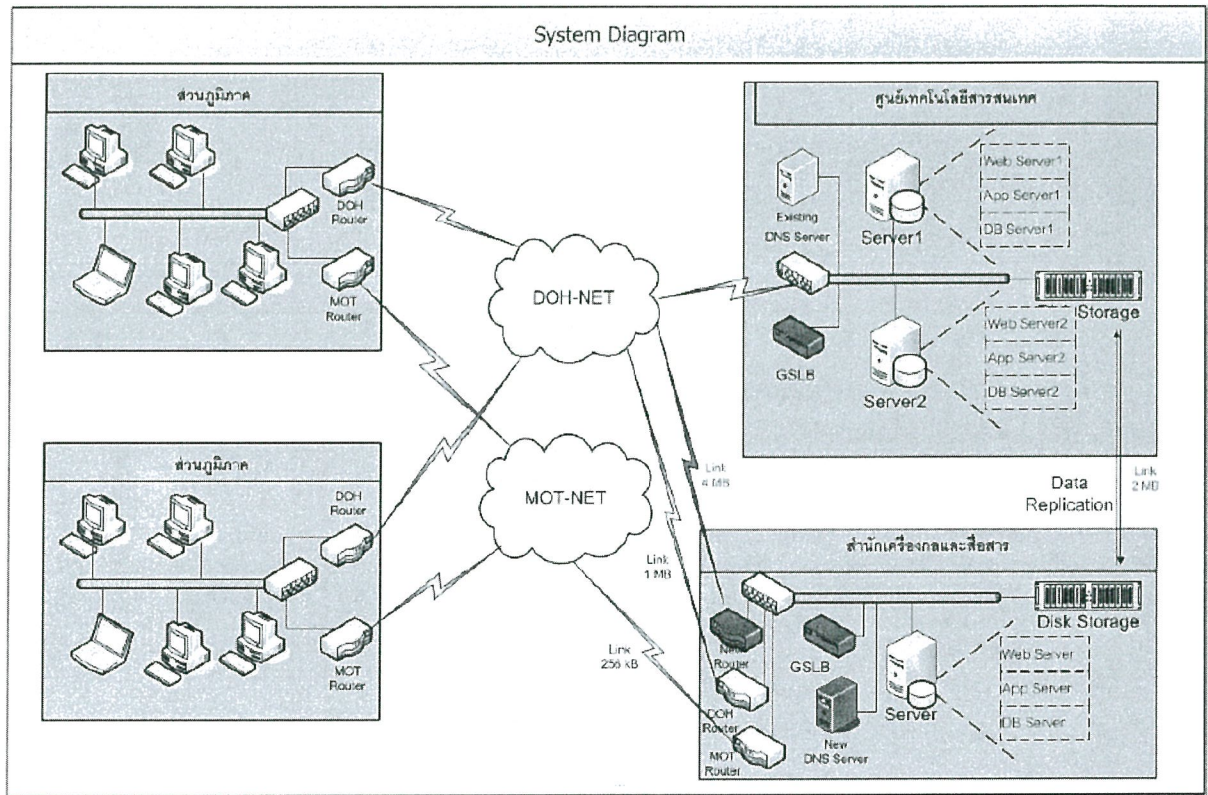 System Diagram
ส่วนภูมิภาค
DOH
Router
MOT
Router
ส่วนภูมิภาค
DOH
Router
MOT
Router
DOH-NET
MOT-NET
ศูนย์เทคโนโลยีสารสนเทศ
Existing
DNS Server
Server1
Web Server1
App Server1
DB Server1
GSLB
Server2
Web Server2
App Server2
DB Server2
Storage
Link
4 MB
Link
1 MB
Link
256 kB
Data
Replication
Link
2 MB
สำนักเครื่องกลและสื่อสาร
New
Router
DOH
Router
MOT
Router
GSLB
New
DNS Server
Server
Web Server
App Server
DB Server
Disk Storage